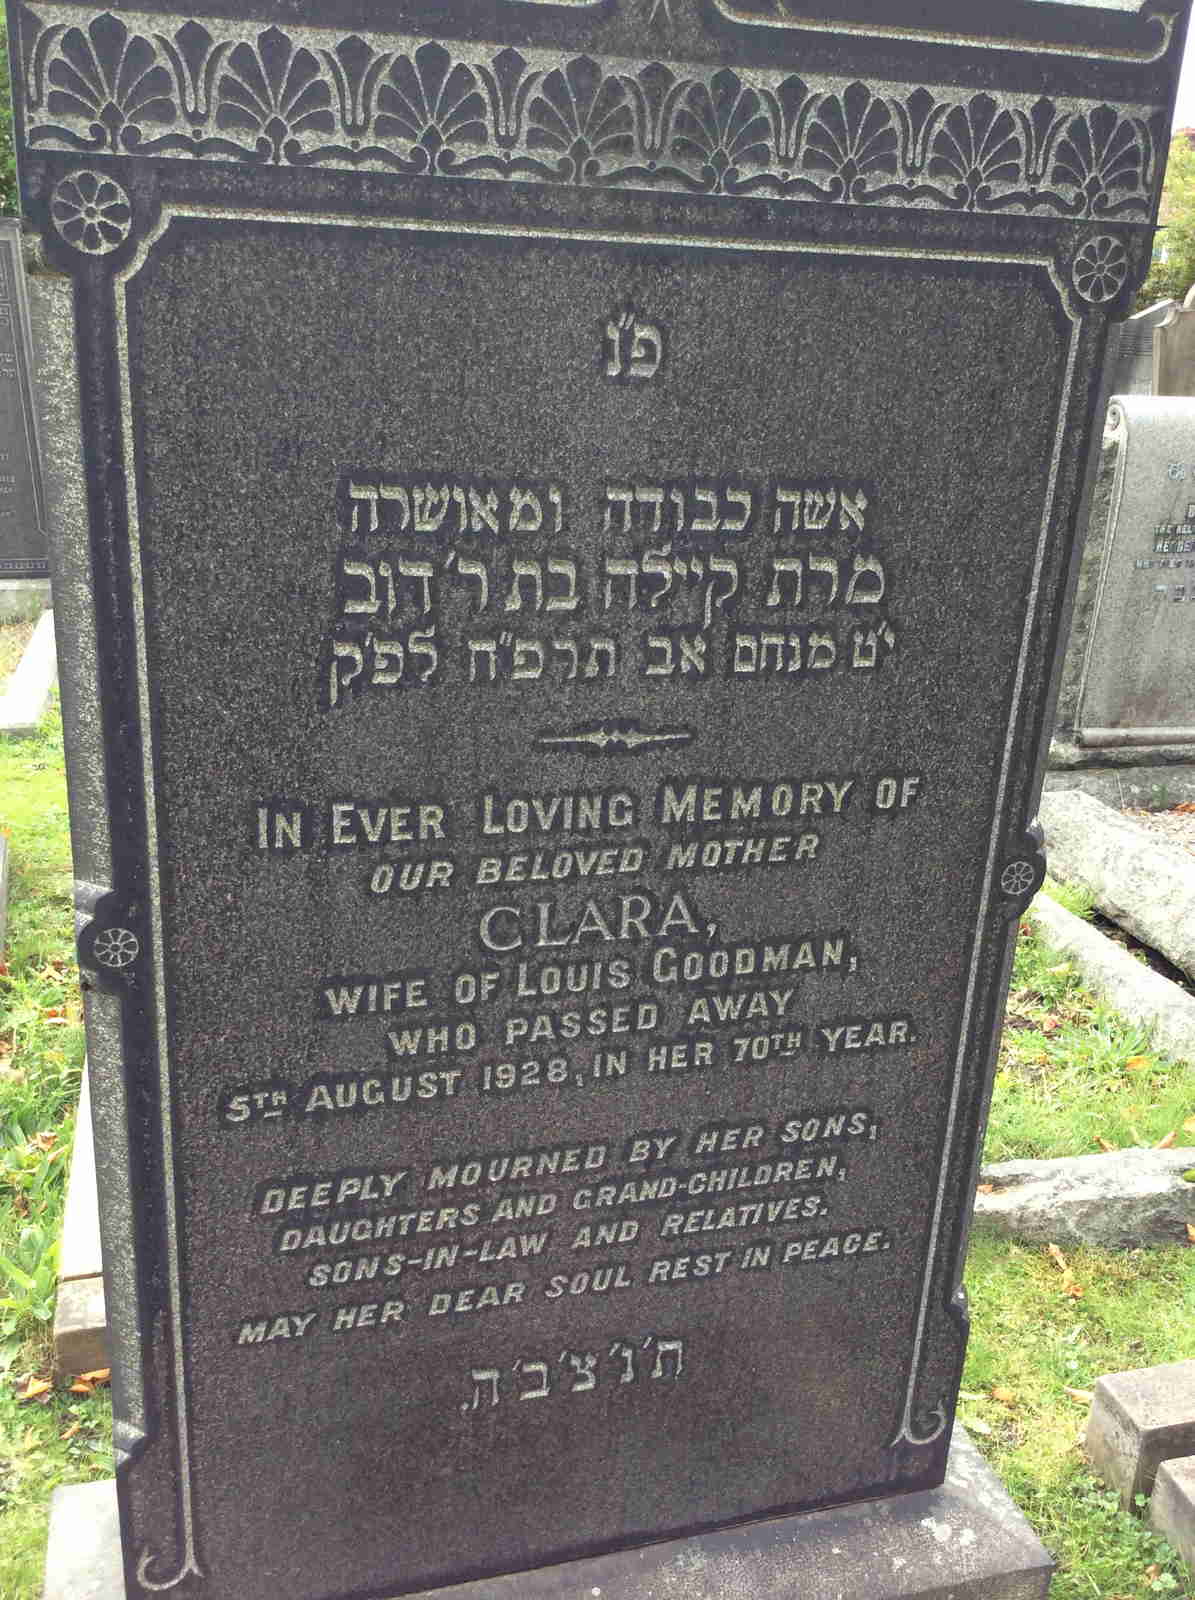 פ"נ
אשה כבודה ומאושרה
מרת קיילה בת ר' דוב
י"ט מנחם אב תרפ"ח לפ"ק
IN EVER LOVING MEMORY OF
OUR BELOVED MOTHER
CLARA,
WIFE OF LOUIS GOODMAN,
WHO PASSED AWAY
5TH AUGUST 1928, IN HER 70TH YEAR.
DEEPLY MOURNED BY HER SONS,
DAUGHTERS AND GRAND-CHILDREN,
SONS-IN-LAW AND RELATIVES.
MAY HER DEAR SOUL REST IN PEACE.
ת'נ'צ'ב'ה.